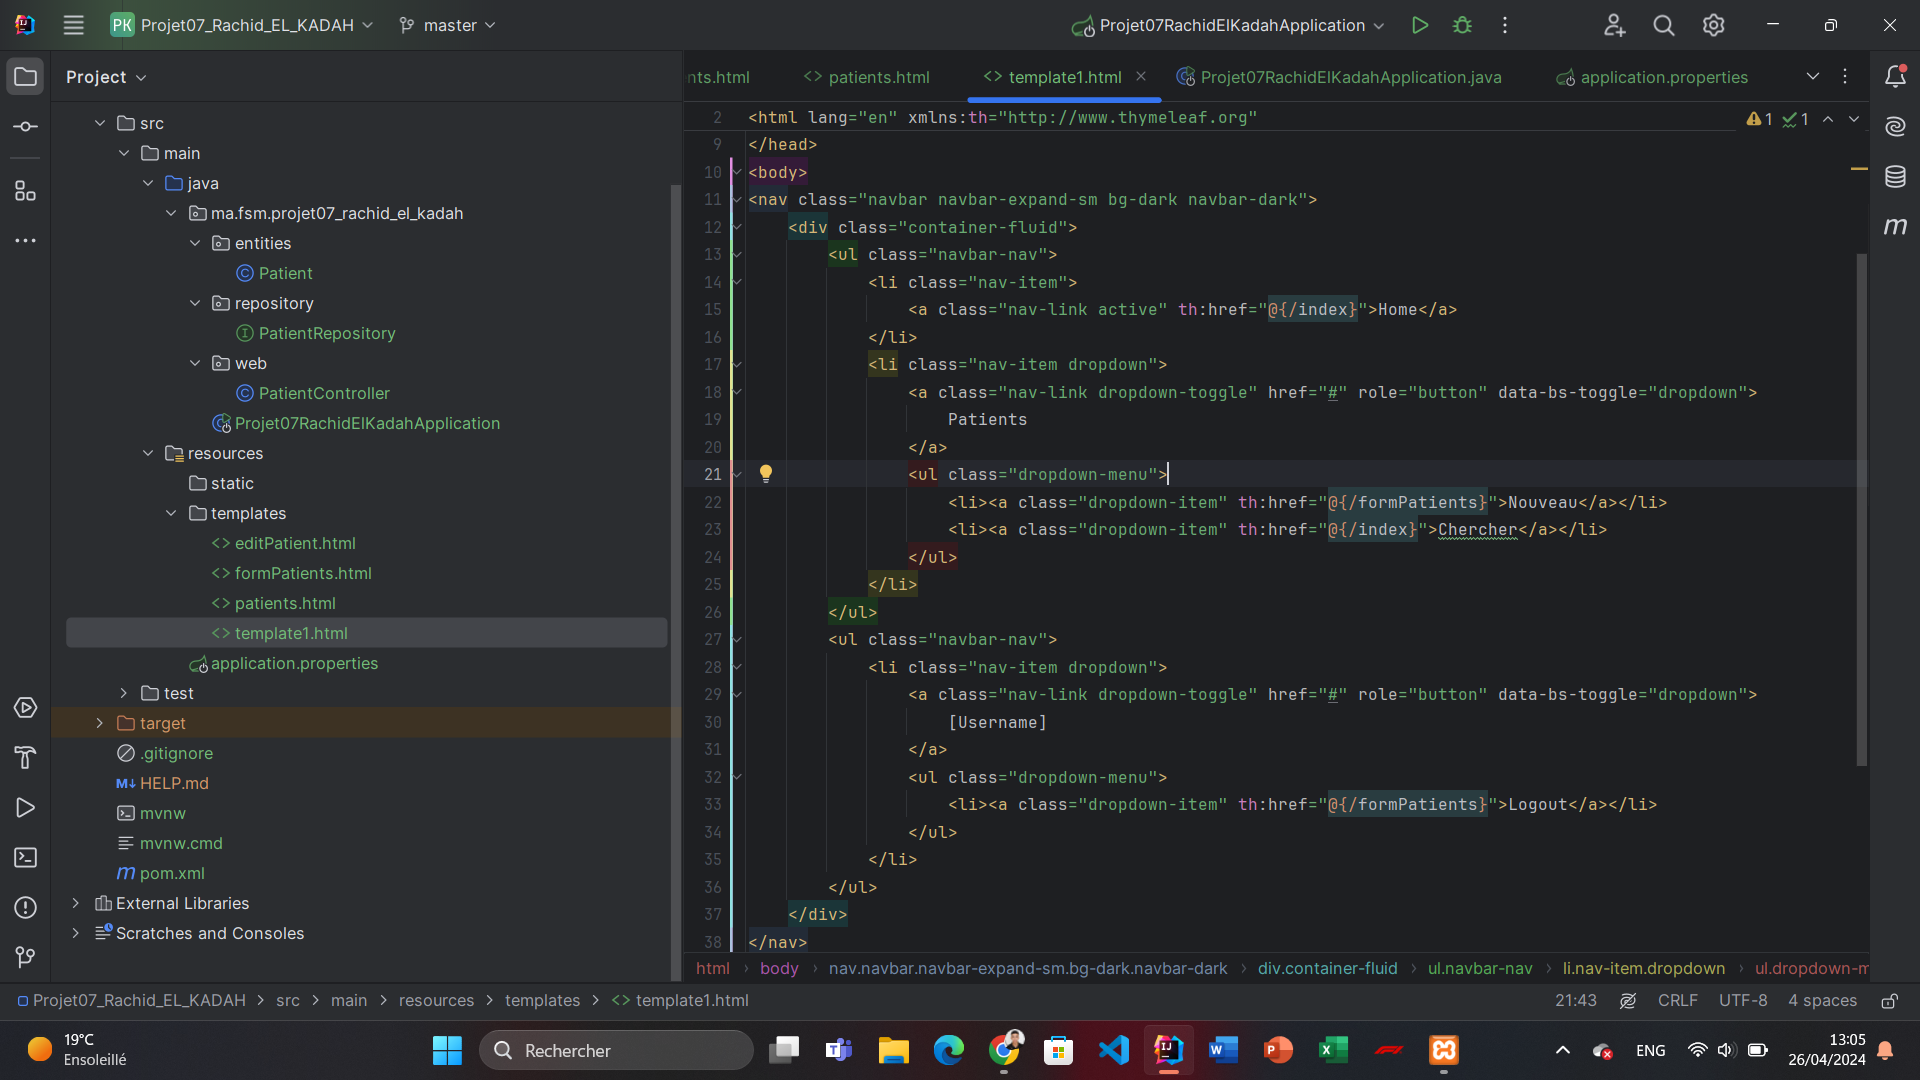 PK Projet07_Rachid_EL_KADAH master Projet07RachidElKadahApplication
Project
src
main
java
ma.fsm.projet07_rachid_el_kadah
entities
Patient
repository
PatientRepository
web
PatientController
Projet07RachidElKadahApplication
resources
static
templates
editPatient.html
formPatients.html
patients.html
template1.html
application.properties
test
target
.gitignore
HELP.md
mvnw
mvnw.cmd
pom.xml
External Libraries
Scratches and Consoles
nts.html patients.html template1.html Projet07RachidElKadahApplication.java application.properties
2 <html lang="en" xmlns:th="http://www.thymeleaf.org" 1 1
9 </head>
10 <body>
11 <nav class="navbar navbar-expand-sm bg-dark navbar-dark">
12 <div class="container-fluid">
13 <ul class="navbar-nav">
14 <li class="nav-item">
15 <a class="nav-link active" th:href="@{/index}">Home</a>
16 </li>
17 <li class="nav-item dropdown">
18 <a class="nav-link dropdown-toggle" href="#" role="button" data-bs-toggle="dropdown">
19 Patients
20 </a>
21 <ul class="dropdown-menu">
22 <li><a class="dropdown-item" th:href="@{/formPatients}">Nouveau</a></li>
23 <li><a class="dropdown-item" th:href="@{/index}">Chercher</a></li>
24 </ul>
25 </li>
26 </ul>
27 <ul class="navbar-nav">
28 <li class="nav-item dropdown">
29 <a class="nav-link dropdown-toggle" href="#" role="button" data-bs-toggle="dropdown">
30 [Username]
31 </a>
32 <ul class="dropdown-menu">
33 <li><a class="dropdown-item" th:href="@{/formPatients}">Logout</a></li>
34 </ul>
35 </li>
36 </ul>
37 </div>
38 </nav>
html › body › nav.navbar.navbar-expand-sm.bg-dark.navbar-dark › div.container-fluid › ul.navbar-nav › li.nav-item.dropdown › ul.dropdown-m
Projet07_Rachid_EL_KADAH > src > main > resources > templates > template1.html 21:43 CRLF UTF-8 4 spaces
19°C
Ensoleillé
Rechercher
ENG
13:05
26/04/2024